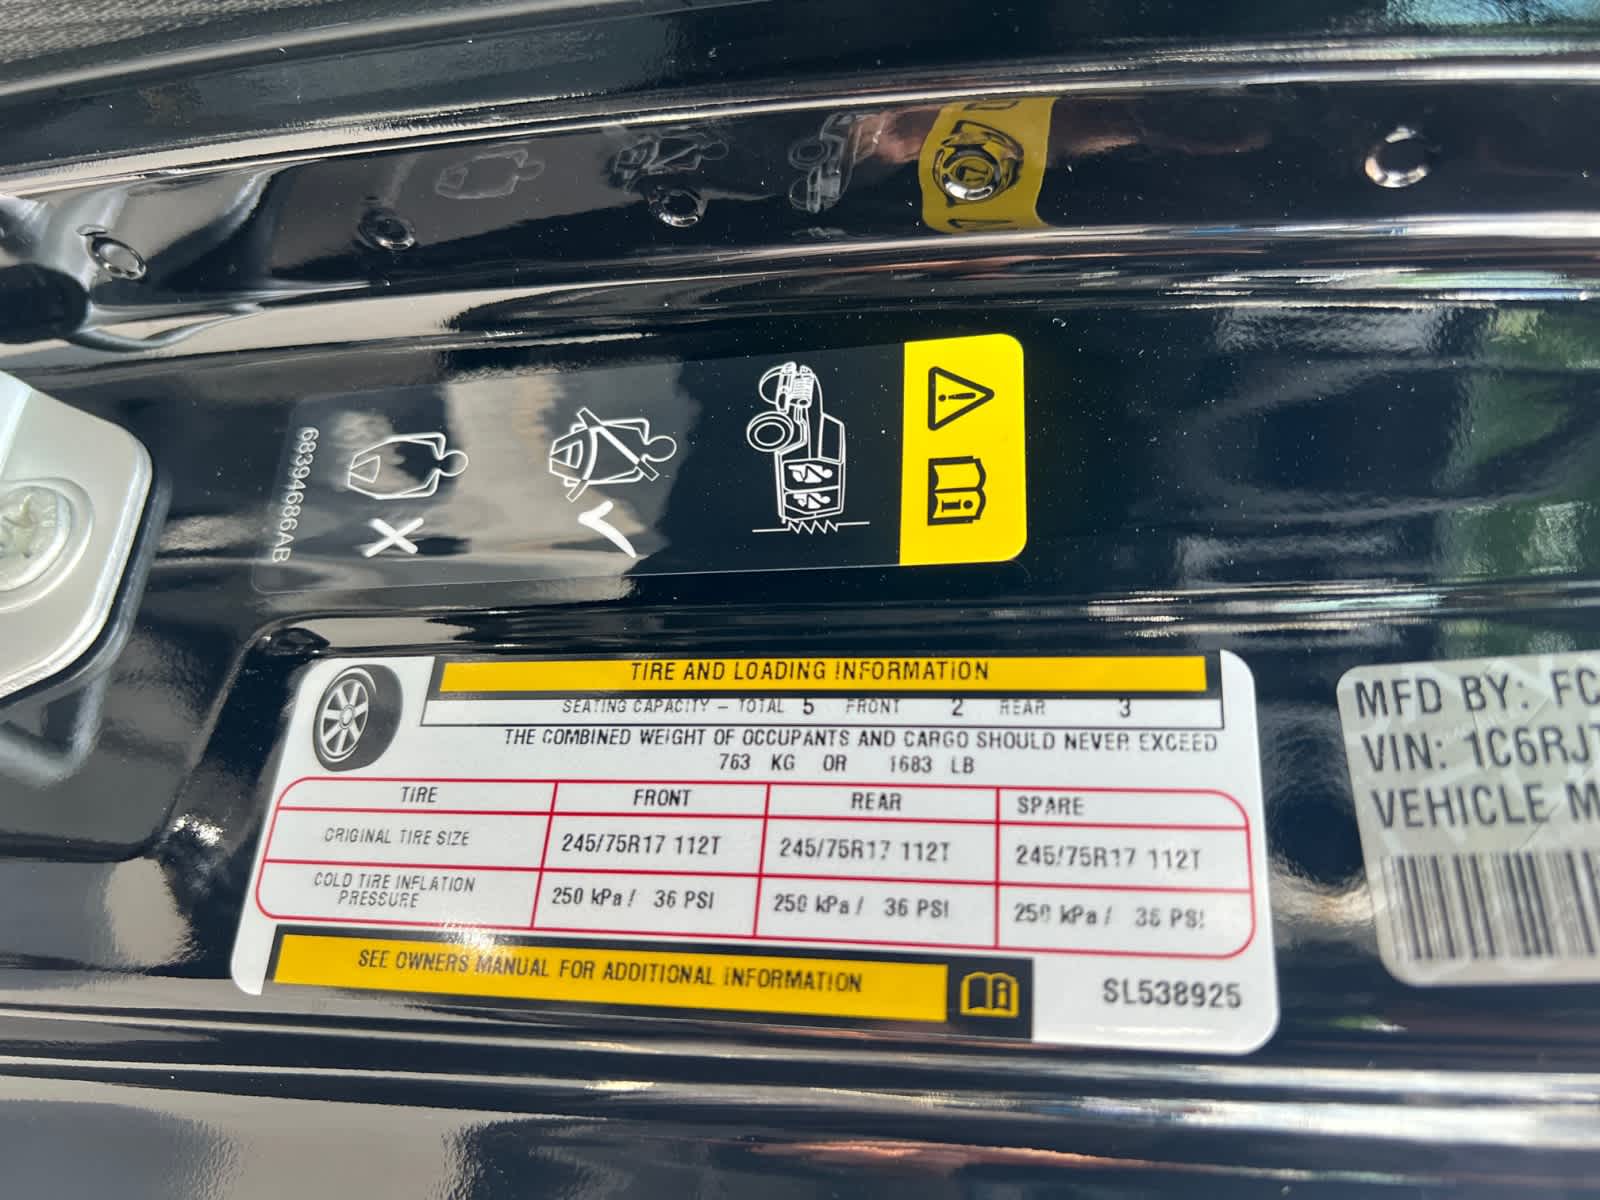 68394686AB
TIRE AND LOADING INFORMATION
SEATING CAPACITY – TOTAL 5 FRONT 2 REAR 3
THE COMBINED WEIGHT OF OCCUPANTS AND CARGO SHOULD NEVER EXCEED
763 KG OR 1683 LB
TIRE FRONT REAR SPARE
ORIGINAL TIRE SIZE 245/75R17 112T 245/75R17 112T 245/75R17 112T
COLD TIRE INFLATION
PRESSURE 250 kPa / 36 PSI 250 kPa / 36 PSI 250 kPa / 36 PSI
SEE OWNERS MANUAL FOR ADDITIONAL INFORMATION
SL538925
MFD BY: FC
VIN: 1C6RJT
VEHICLE M